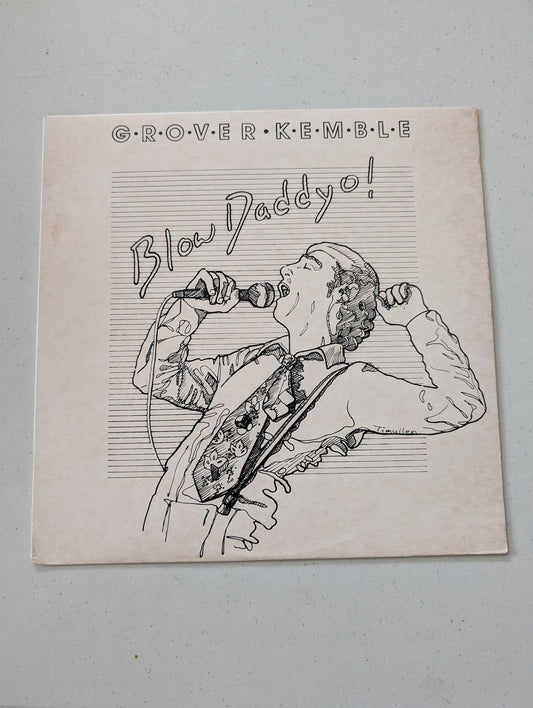 G•R•O•V•E•R•K•E•M•B•L•E
Blow Daddyo!
Timullen